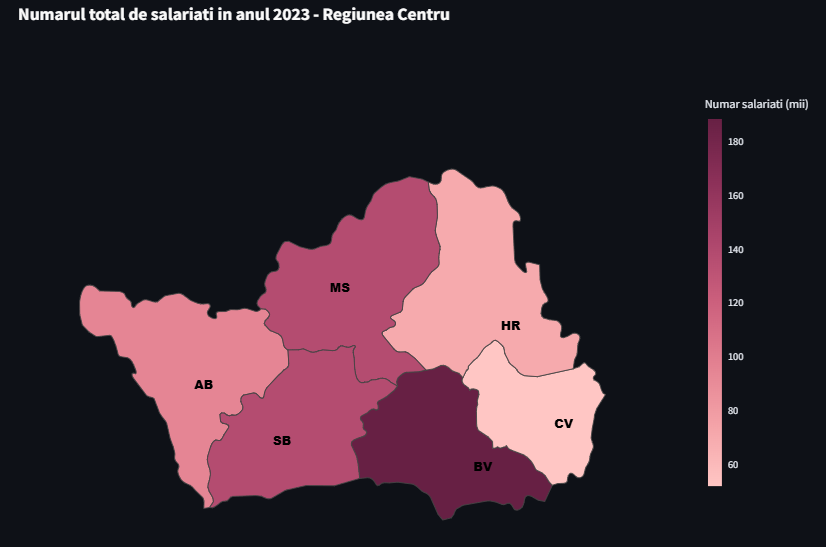 Numarul total de salariati in anul 2023 - Regiunea Centru
Numar salariati (mii)
180
160
140
120
100
80
60
MS
HR
AB
CV
SB
BV